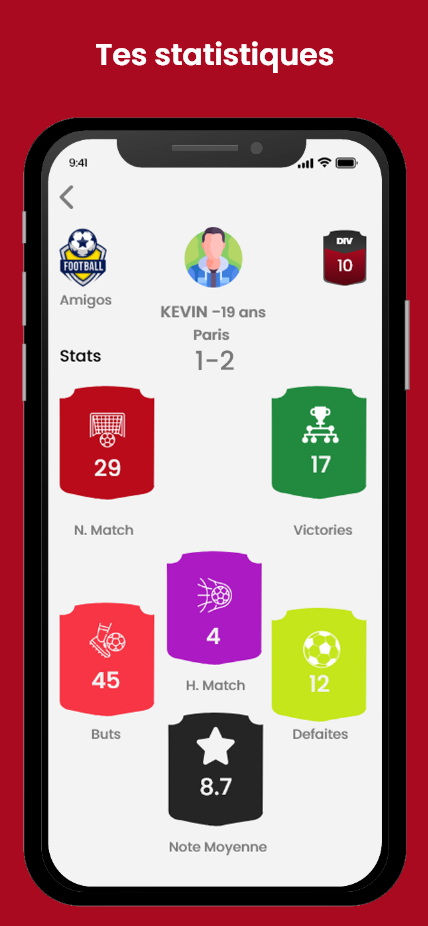 Tes statistiques
9:41
FOOTBALL
DIV
10
Amigos
KEVIN -19 ans
Paris
1-2
Stats
29
17
N. Match
Victories
4
45
12
H. Match
Buts
Defaites
8.7
Note Moyenne